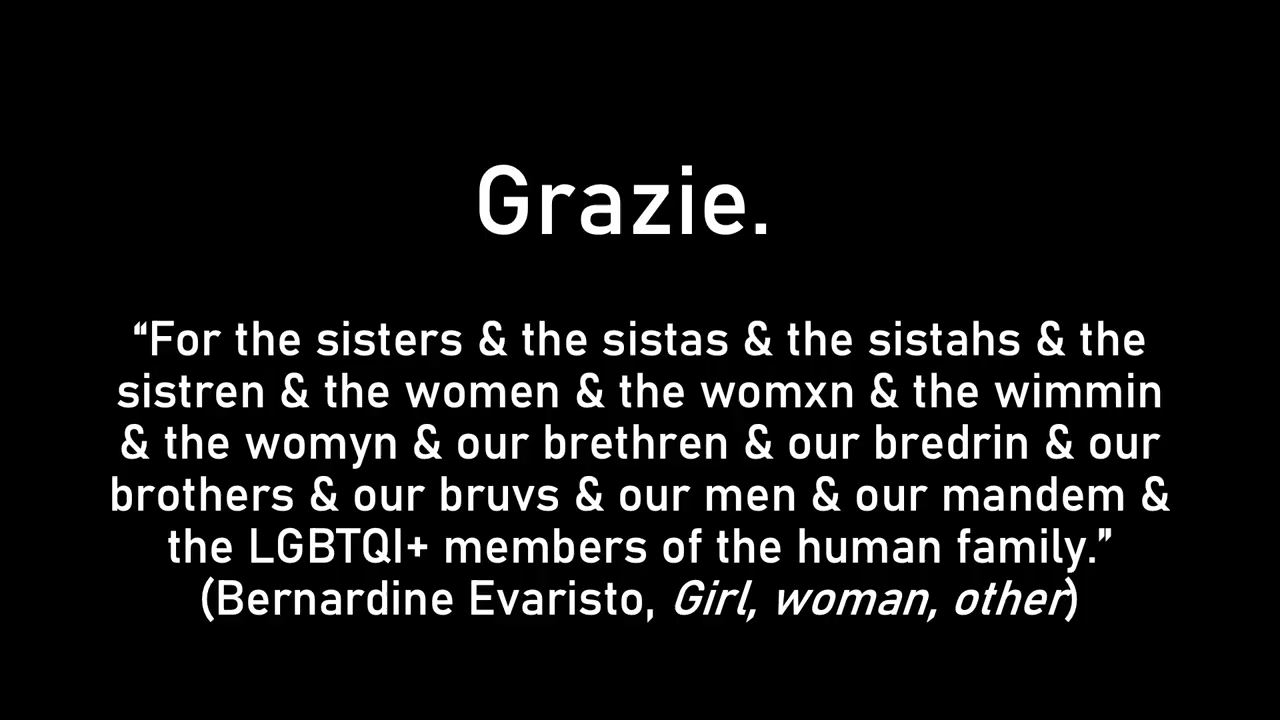 Grazie.
“For the sisters & the sistas & the sistahs & the
sistren & the women & the womxn & the wimmin
& the womyn & our brethren & our bredrin & our
brothers & our bruvs & our men & our mandem &
the LGBTQI+ members of the human family.”
(Bernardine Evaristo, Girl, woman, other)